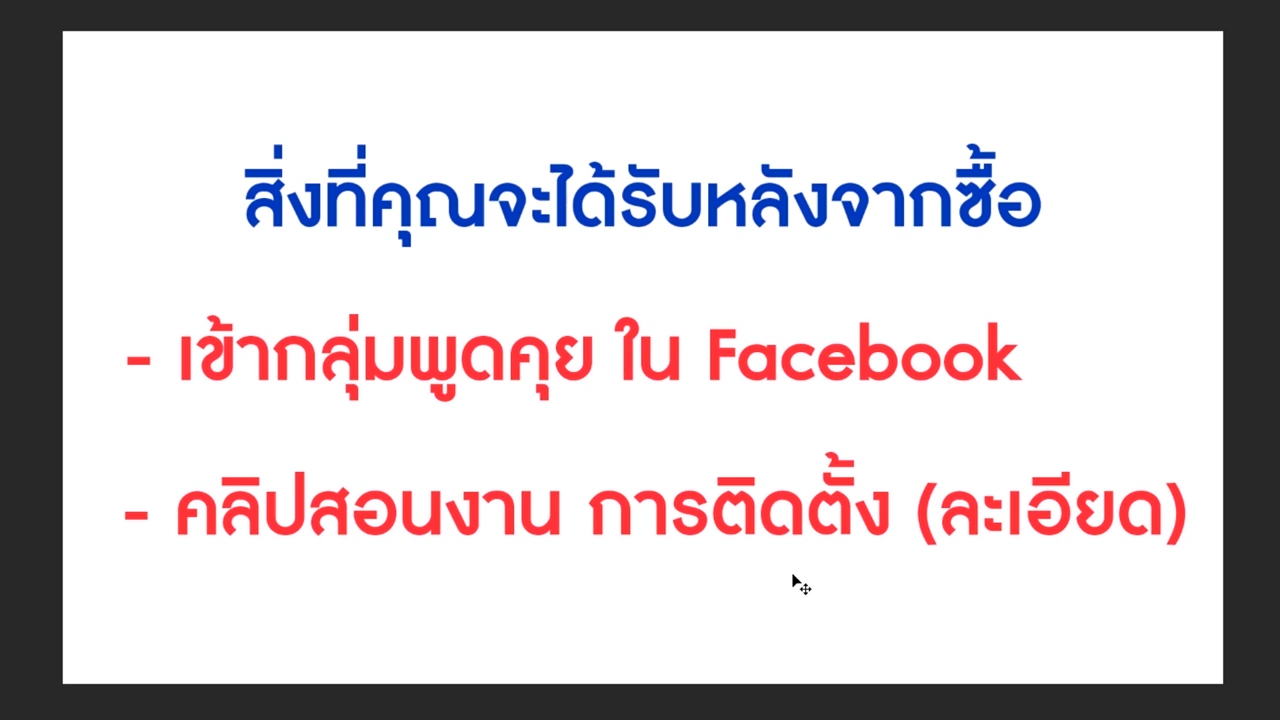 สิ่งที่คุณจะได้รับหลังจากซื้อ
- เข้ากลุ่มพูดคุย ใน Facebook
- คลิปสอนงาน การติดตั้ง (ละเอียด)